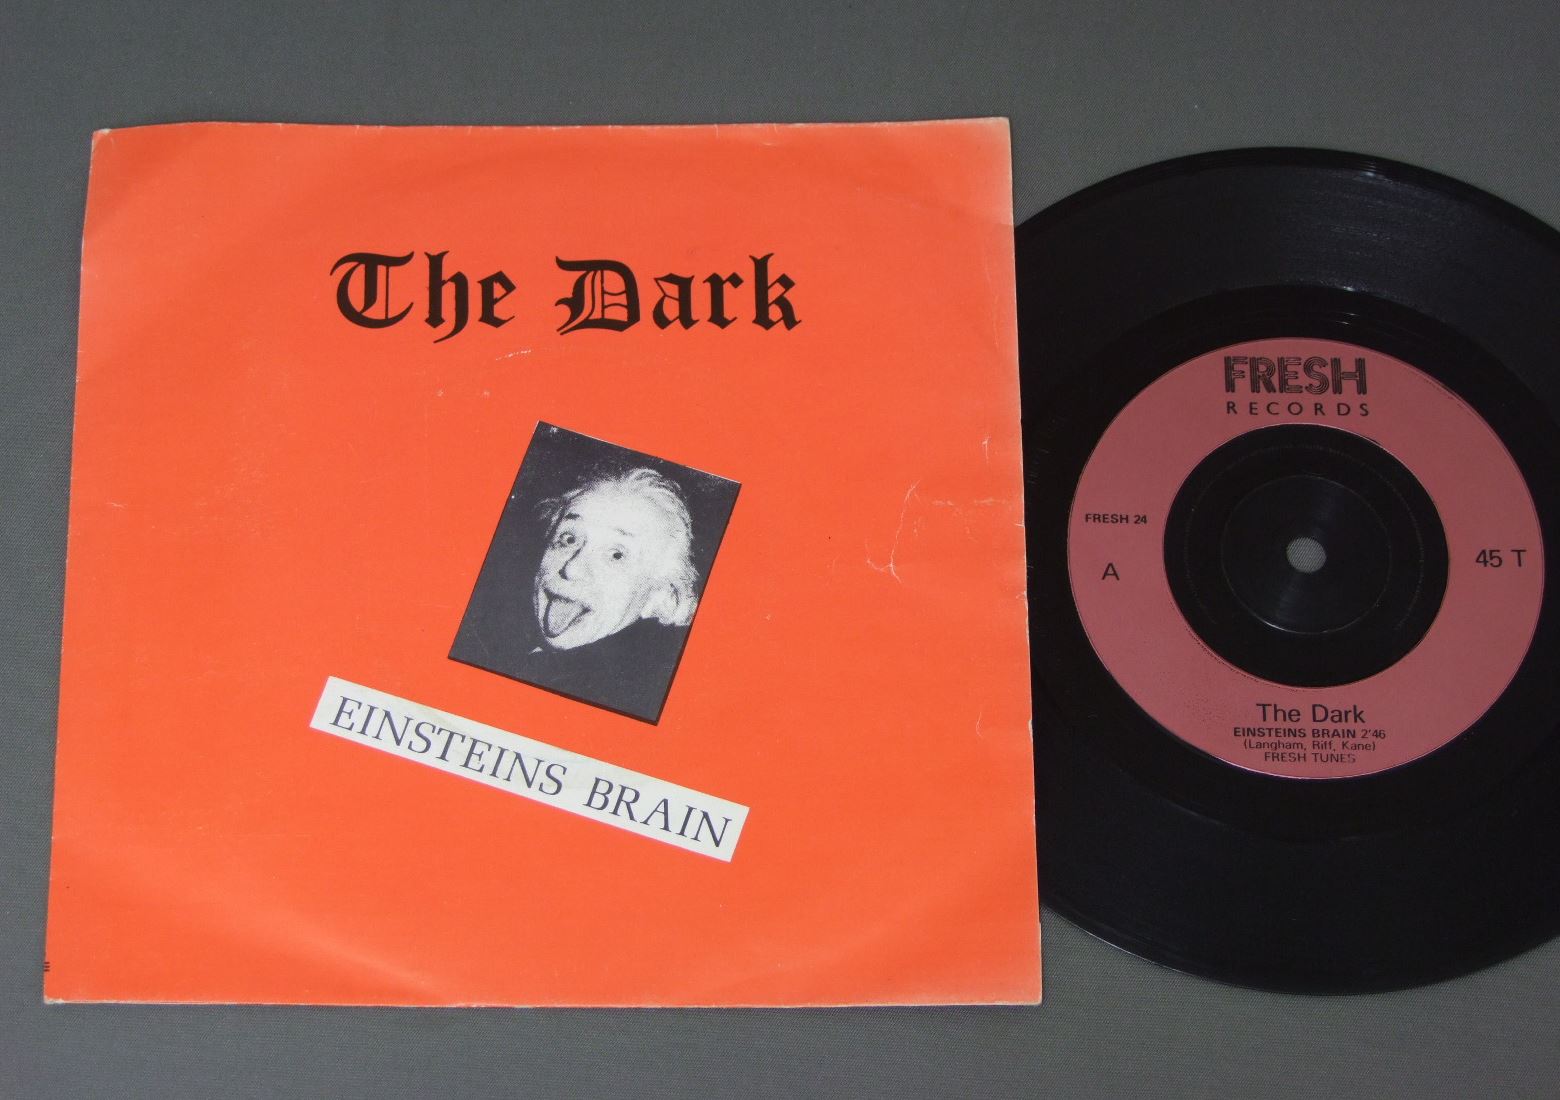 The Dark
EINSTEINS BRAIN
FRESH
RECORDS
FRESH 24
A
45 T
The Dark
EINSTEINS BRAIN 2'46
(Langham, Riff, Kane)
FRESH TUNES